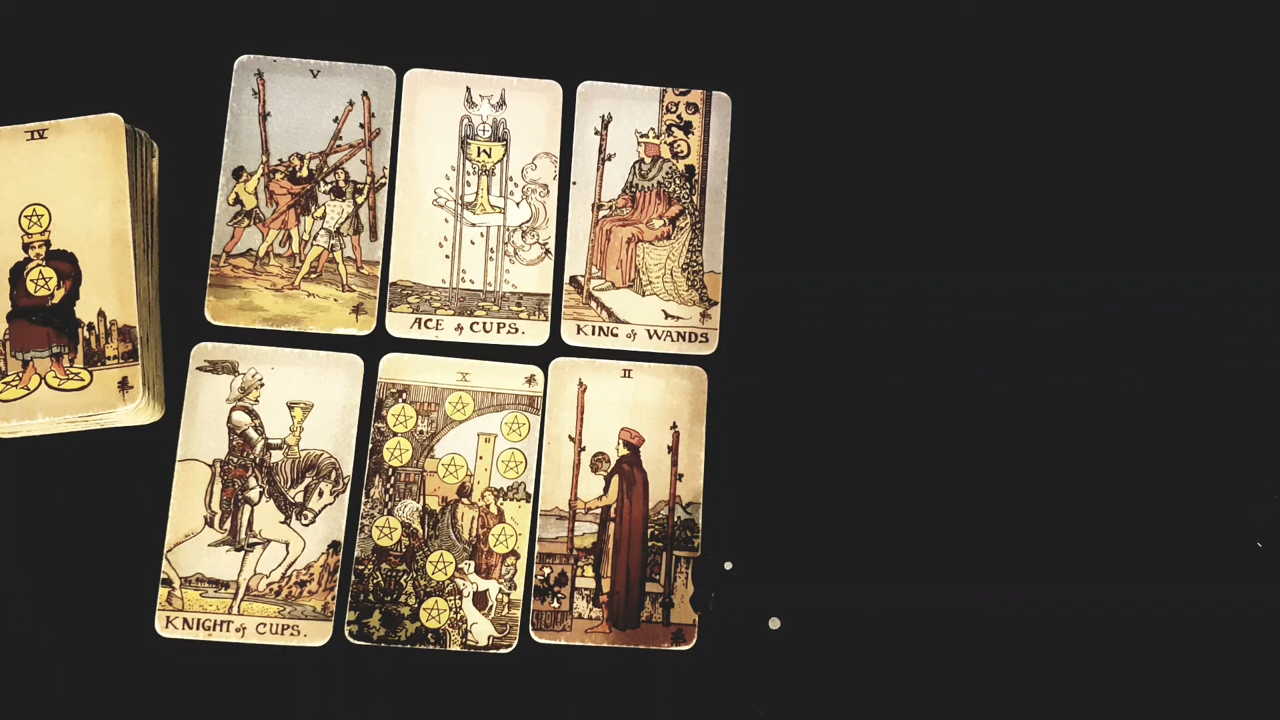 IV
V
ACE of CUPS.
KING of WANDS
KNIGHT of CUPS.
X
II